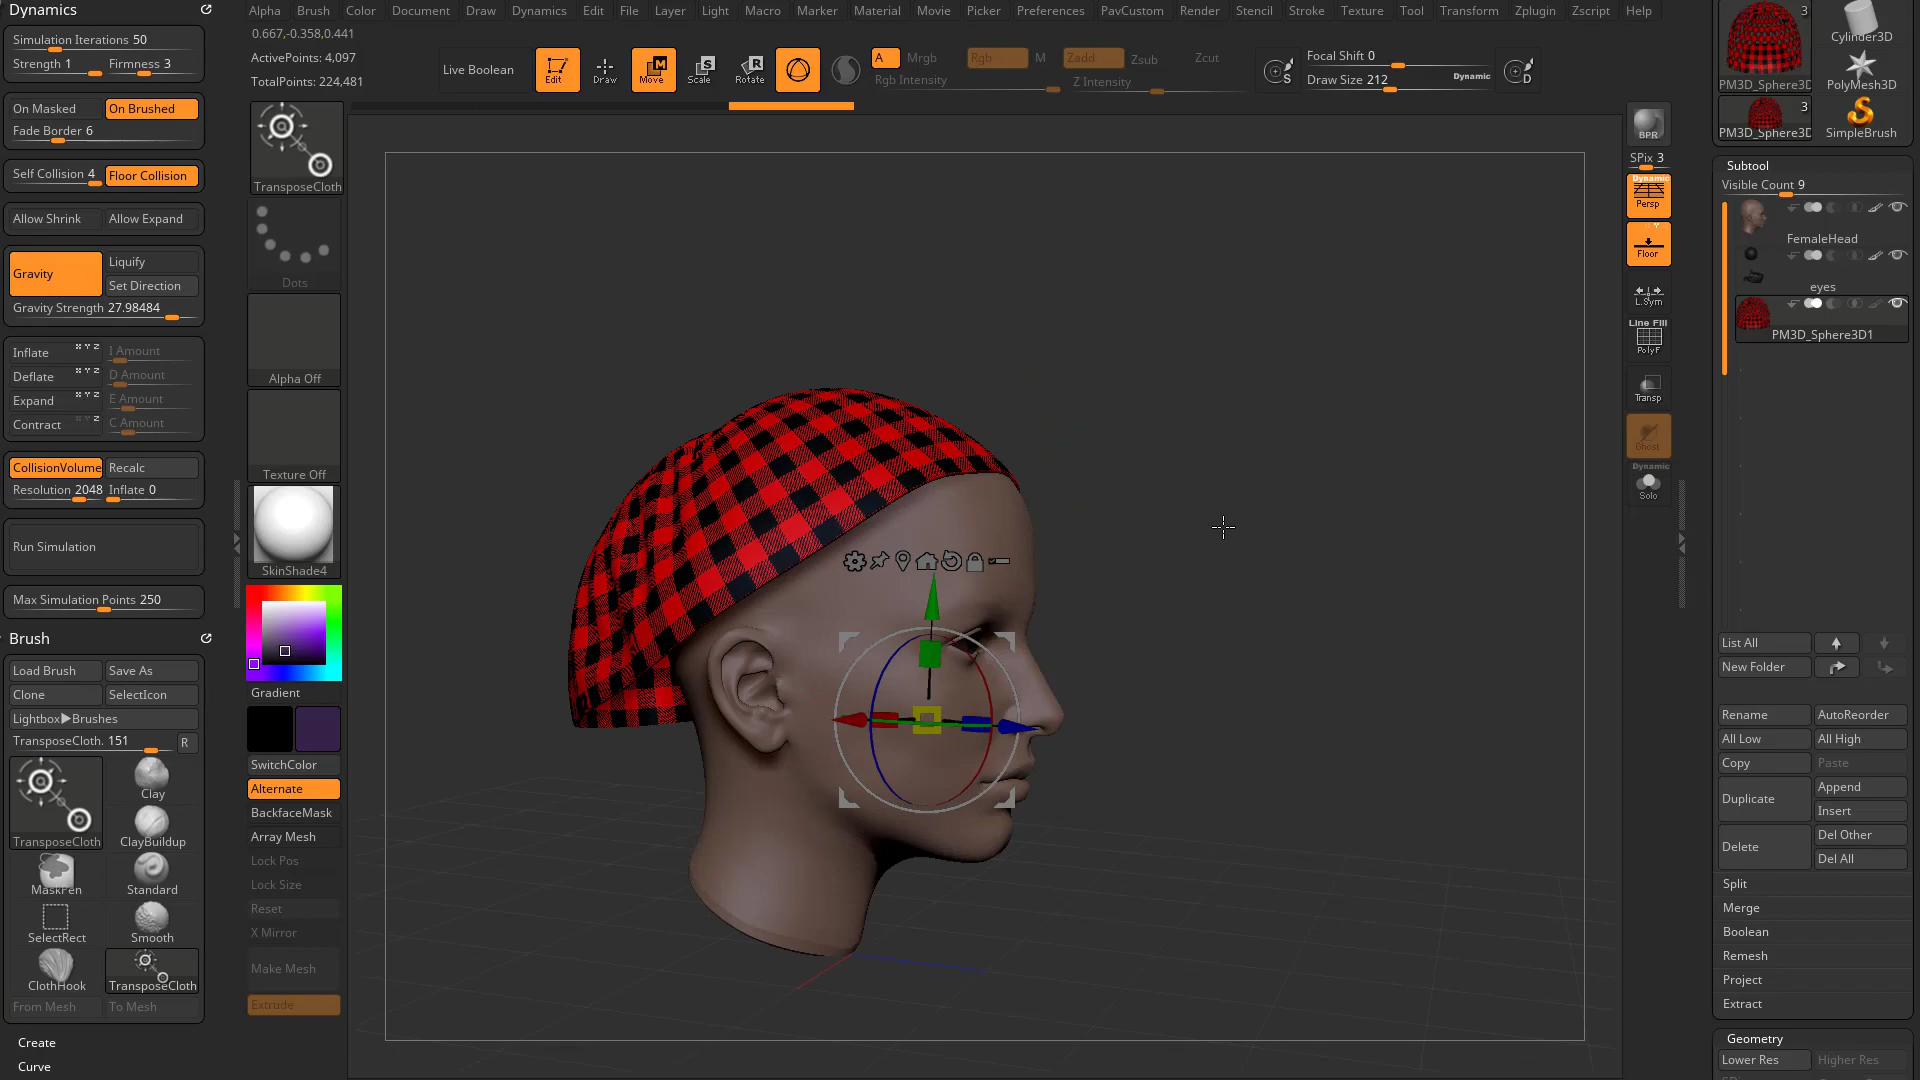 Dynamics
Simulation Iterations 50
Strength 1 Firmness 3
On Masked On Brushed
Fade Border 6
Self Collision 4 Floor Collision
Allow Shrink Allow Expand
Gravity Liquify
Set Direction
Gravity Strength 27.98484
Inflate X Y Z I Amount
Deflate X Y Z D Amount
Expand X Y Z E Amount
Contract X Y Z C Amount
CollisionVolume Recalc
Resolution 2048 Inflate 0
Run Simulation
Max Simulation Points 250
Brush
Load Brush Save As
Clone SelectIcon
Lightbox▶Brushes
TransposeCloth. 151 R
TransposeCloth Clay
ClayBuildup
MaskPen Standard
SelectRect Smooth
ClothHook TransposeCloth
From Mesh To Mesh
Create
Curve
Alpha Brush Color Document Draw Dynamics Edit File Layer Light Macro Marker Material Movie Picker Preferences PavCustom Render Stencil Stroke Texture Tool Transform Zplugin Zscript Help
0.667,-0.358,0.441
ActivePoints: 4,097
TotalPoints: 224,481
Live Boolean
Edit Draw Move Scale Rotate
A Mrgb Rgb M Zadd Zsub Zcut
Rgb Intensity Z Intensity
Focal Shift 0
Draw Size 212 Dynamic
S D
TransposeCloth
Dots
Alpha Off
Texture Off
SkinShade4
Gradient
SwitchColor
Alternate
BackfaceMask
Array Mesh
Lock Pos
Lock Size
Reset
X Mirror
Make Mesh
Extrude
BPR
SPix 3
Dynamic
Persp
Floor
L.Sym
Line Fill
PolyF
Transp
Ghost
Dynamic
Solo
3
PM3D_Sphere3D
Cylinder3D
PolyMesh3D
3
PM3D_Sphere3D
SimpleBrush
Subtool
Visible Count 9
FemaleHead
eyes
PM3D_Sphere3D1
List All
New Folder
Rename AutoReorder
All Low All High
Copy Paste
Duplicate Append
Insert
Delete Del Other
Del All
Split
Merge
Boolean
Remesh
Project
Extract
Geometry
Lower Res Higher Res